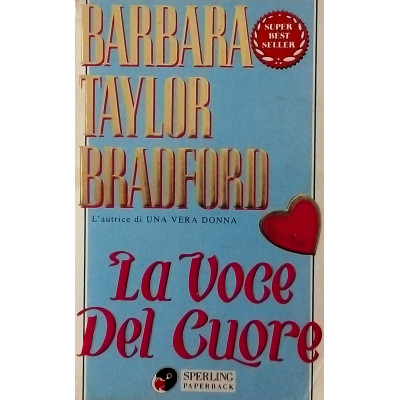 BARBARA
TAYLOR
BRADFORD
SUPER
BEST
SELLER
L'autrice di UNA VERA DONNA
La Voce
Del Cuore
SPERLING
PAPERBACK